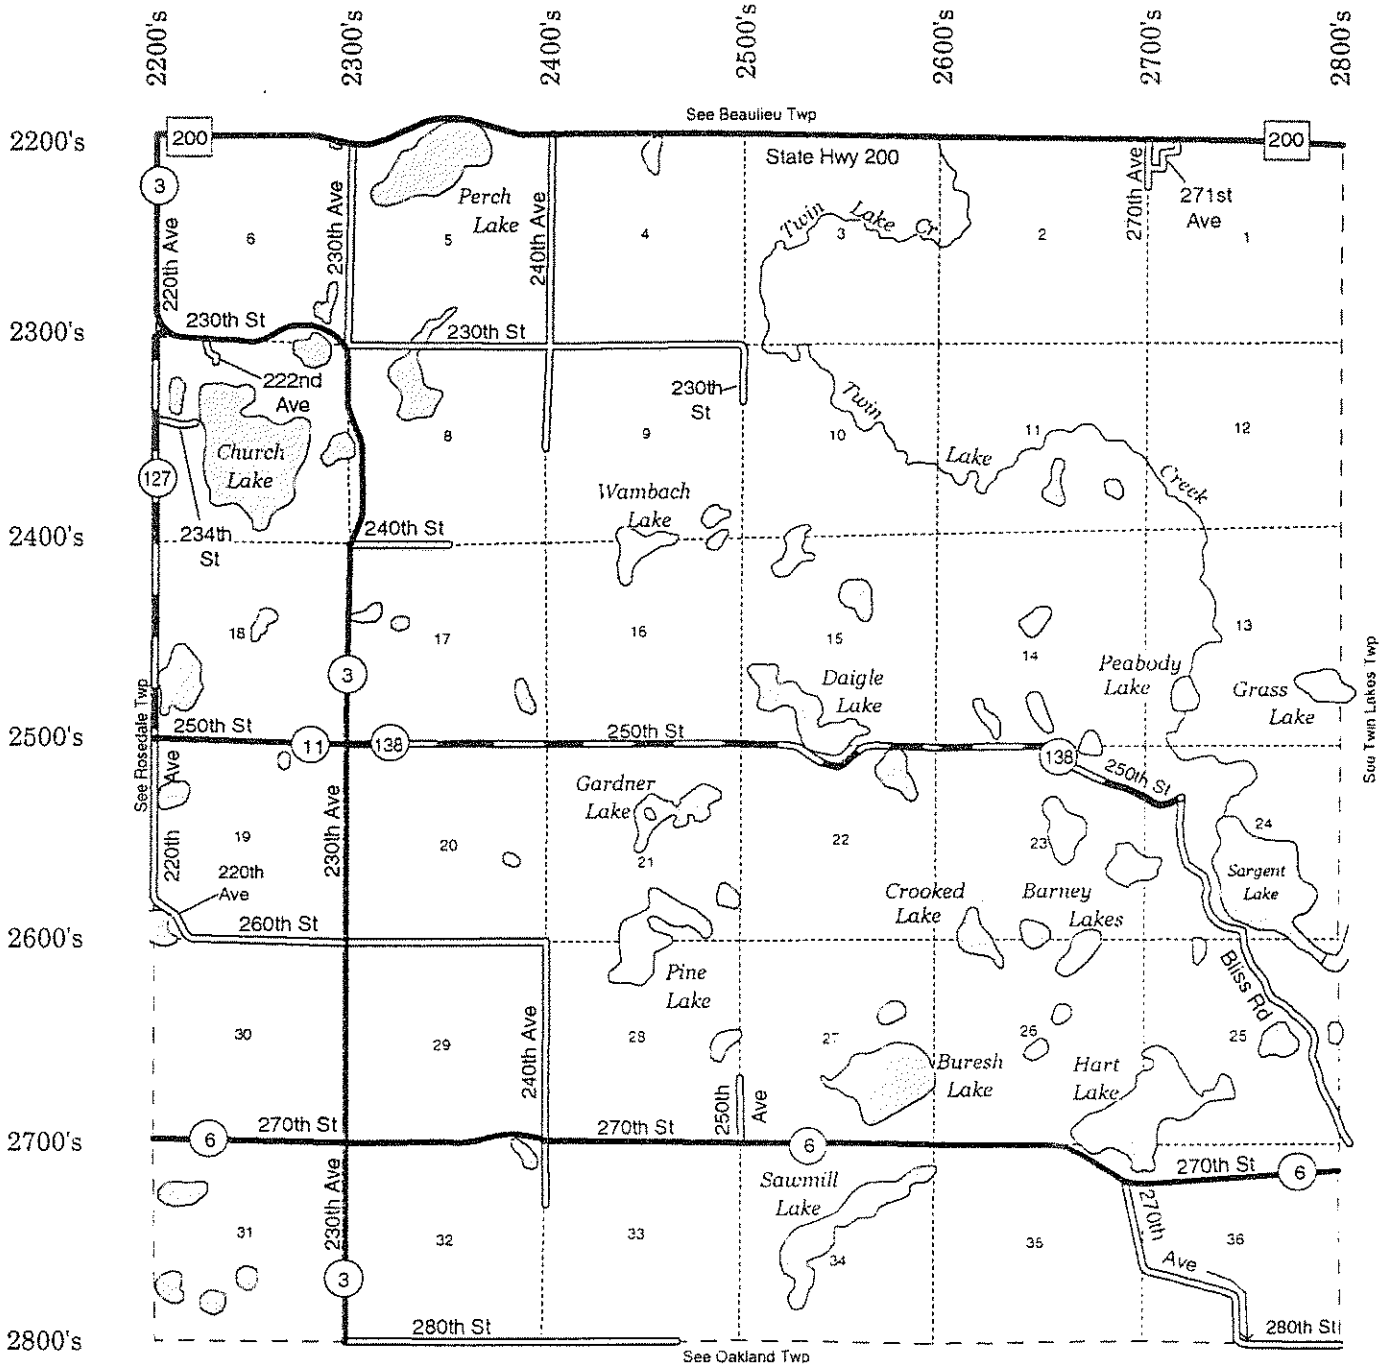 2200's
2300's
2400's
2500's
2600's
2700's
2800's
See Beaulieu Twp
2200's
200
State Hwy 200
200
3
220th Ave
6
230th Ave
Perch
Lake
5
240th Ave
4
Twin
Lake
Cr
3
2
270th Ave
271st
Ave
1
2300's
230th St
230th St
222nd
Ave
230th
St
Church
Lake
127
234th
St
8
9
Twin
10
Lake
11
Creek
12
Wambach
Lake
2400's
240th St
18
17
16
15
14
13
3
Daigle
Lake
Peabody
Lake
Grass
Lake
See Rosedale Twp
See Twin Lakes Twp
2500's
250th St
11
138
250th St
138
250th St
220th
Ave
230th Ave
Gardner
Lake
19
20
21
22
23
24
220th
Ave
Sargent
Lake
Crooked
Lake
Barney
Lakes
2600's
260th St
Pine
Lake
Bliss Rd
30
29
240th Ave
28
27
26
25
Buresh
Lake
Hart
Lake
250th
Ave
2700's
6
270th St
270th St
6
270th St
6
Sawmill
Lake
230th Ave
31
32
33
34
35
36
270th
Ave
3
2800's
280th St
280th St
See Oakland Twp